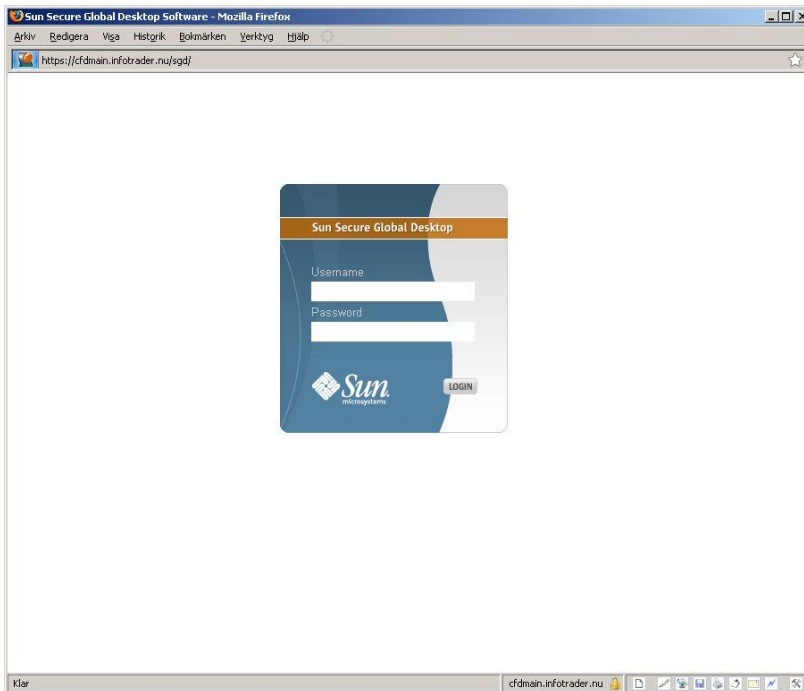 Sun Secure Global Desktop Software - Mozilla Firefox
Arkiv Redigera Visa Historik Bokmärken Verktyg Hjälp
https://cfdmain.infotrader.nu/sgd/
Sun Secure Global Desktop
Username
Password
Sun
microsystems
LOGIN
Klar
cfdmain.infotrader.nu